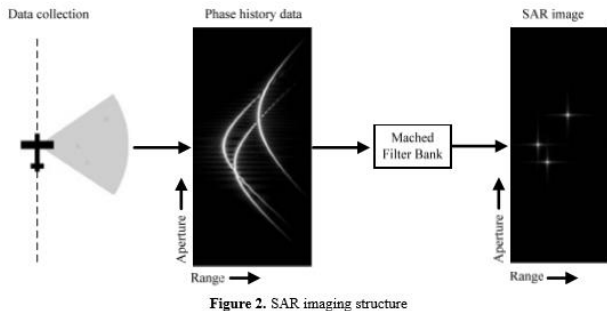 Data collection
Phase history data
SAR image
Mached
Filter Bank
Aperture
Range
Aperture
Range
Figure 2. SAR imaging structure